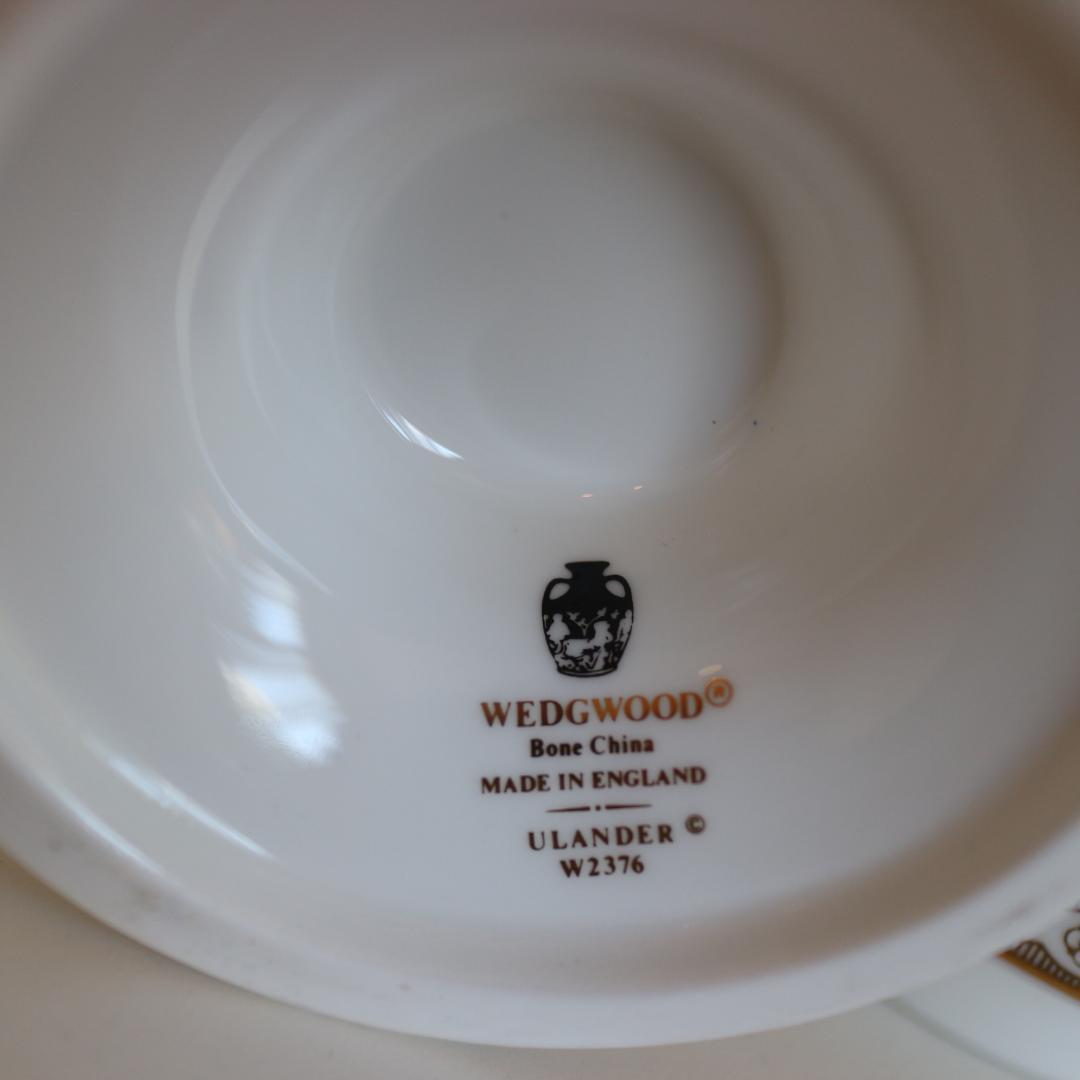 WEDGWOOD®
Bone China
MADE IN ENGLAND
ULANDER ©
W2376